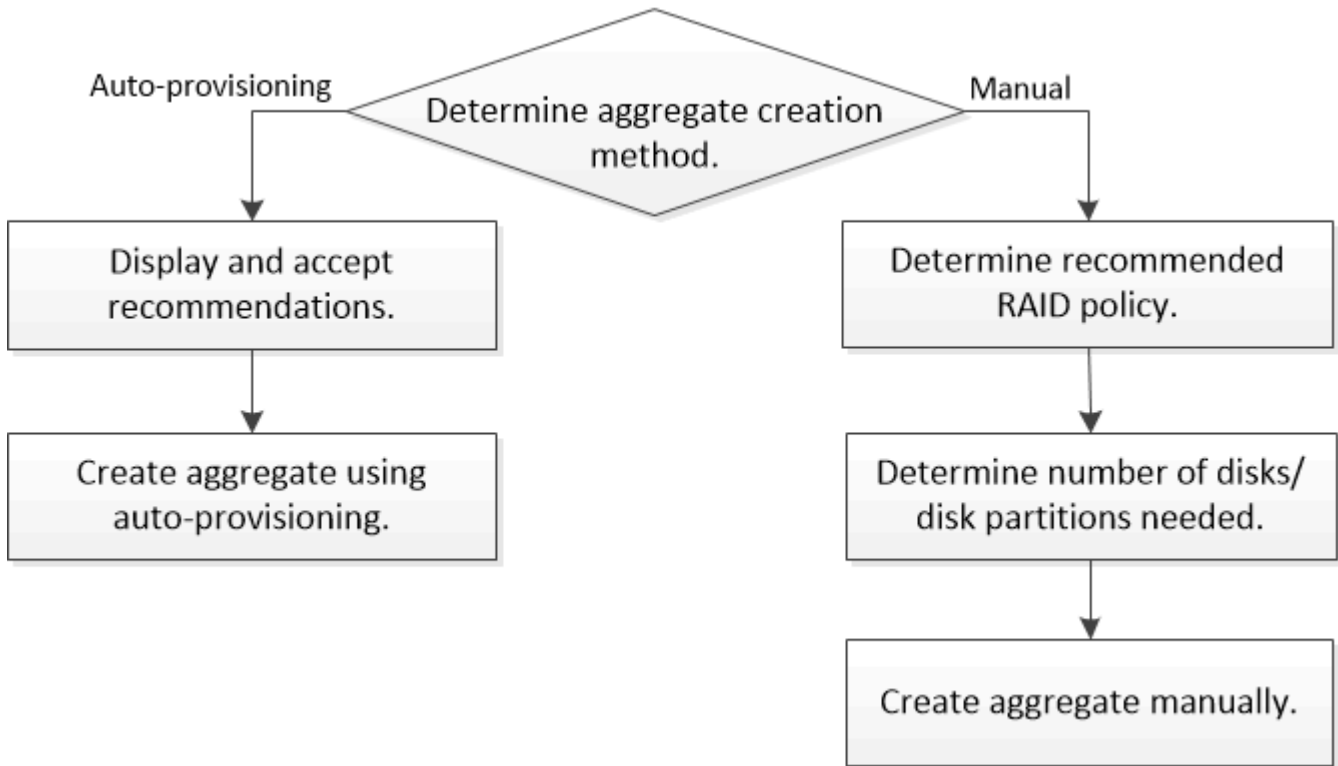 Auto-provisioning
Manual
Determine aggregate creation
method.
Display and accept
recommendations.
Create aggregate using
auto-provisioning.
Determine recommended
RAID policy.
Determine number of disks/
disk partitions needed.
Create aggregate manually.